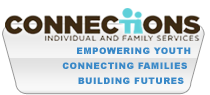 CONNECTIONS
INDIVIDUAL AND FAMILY SERVICES
EMPOWERING YOUTH
CONNECTING FAMILIES
BUILDING FUTURES